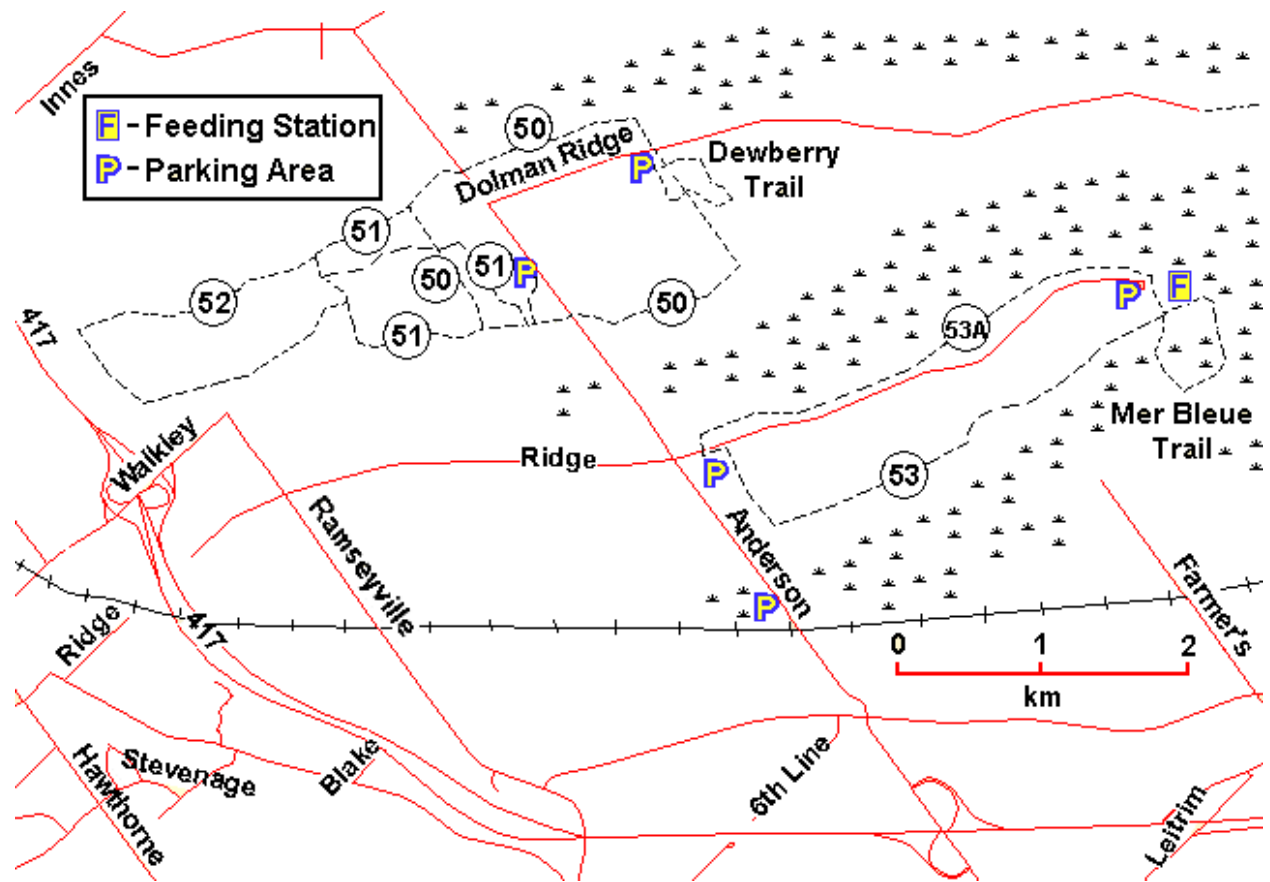 Innes
F - Feeding Station
P - Parking Area
50
Dolman Ridge
P
Dewberry
Trail
51
50
51
P
52
50
51
417
53A
P
F
Mer Bleue
Trail
Walkley
Ridge
P
53
Ramseyville
Anderson
P
Farmer's
Ridge
417
0 1 2
km
Hawthorne
Stevenage
Blake
6th Line
Leitrim